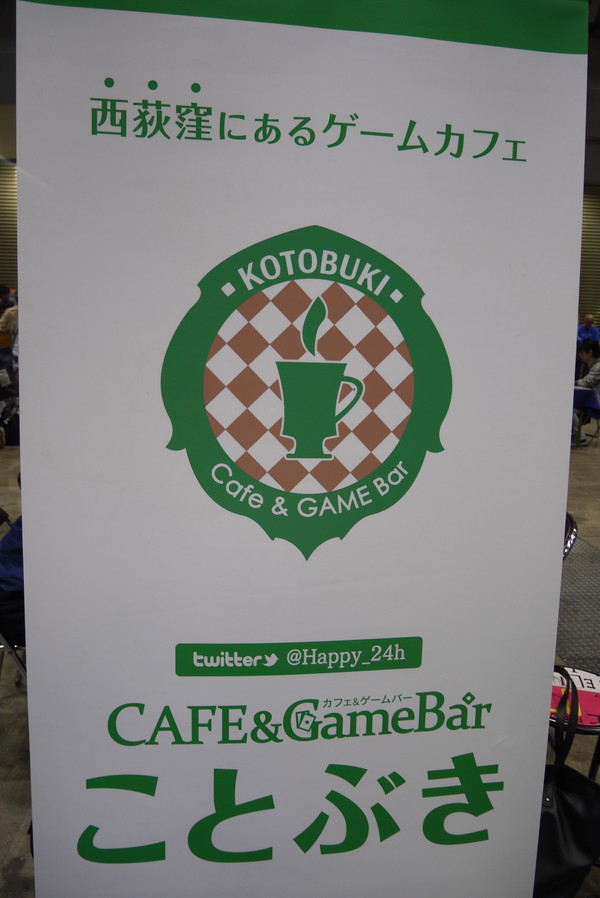 西荻窪にあるゲームカフェ
KOTOBUKI
Cafe & GAME Bar
twitter @Happy_24h
カフェ&ゲームバー
CAFE&GameBar
ことぶき